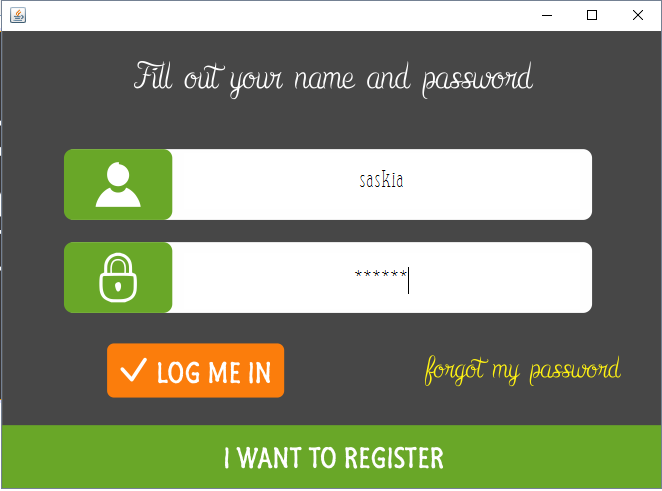 Fill out your name and password
saskia
******
LOG ME IN
forgot my password
I WANT TO REGISTER